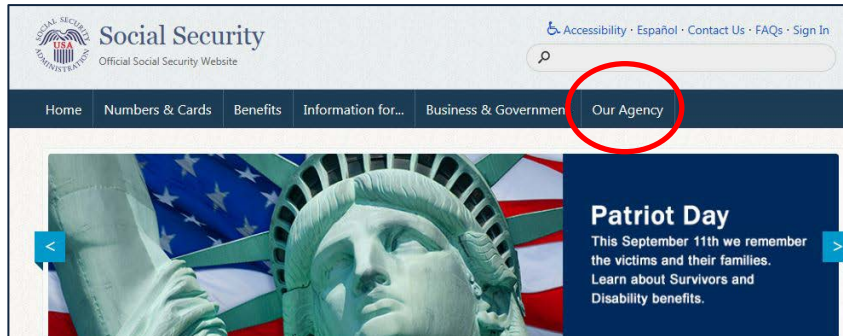 SOCIAL SECURITY
USA
ADMINISTRATION
Social Security
Official Social Security Website
Accessibility · Español · Contact Us · FAQs · Sign In
Home Numbers & Cards Benefits Information for... Business & Government Our Agency
<
Patriot Day
This September 11th we remember
the victims and their families.
Learn about Survivors and
Disability benefits.
>